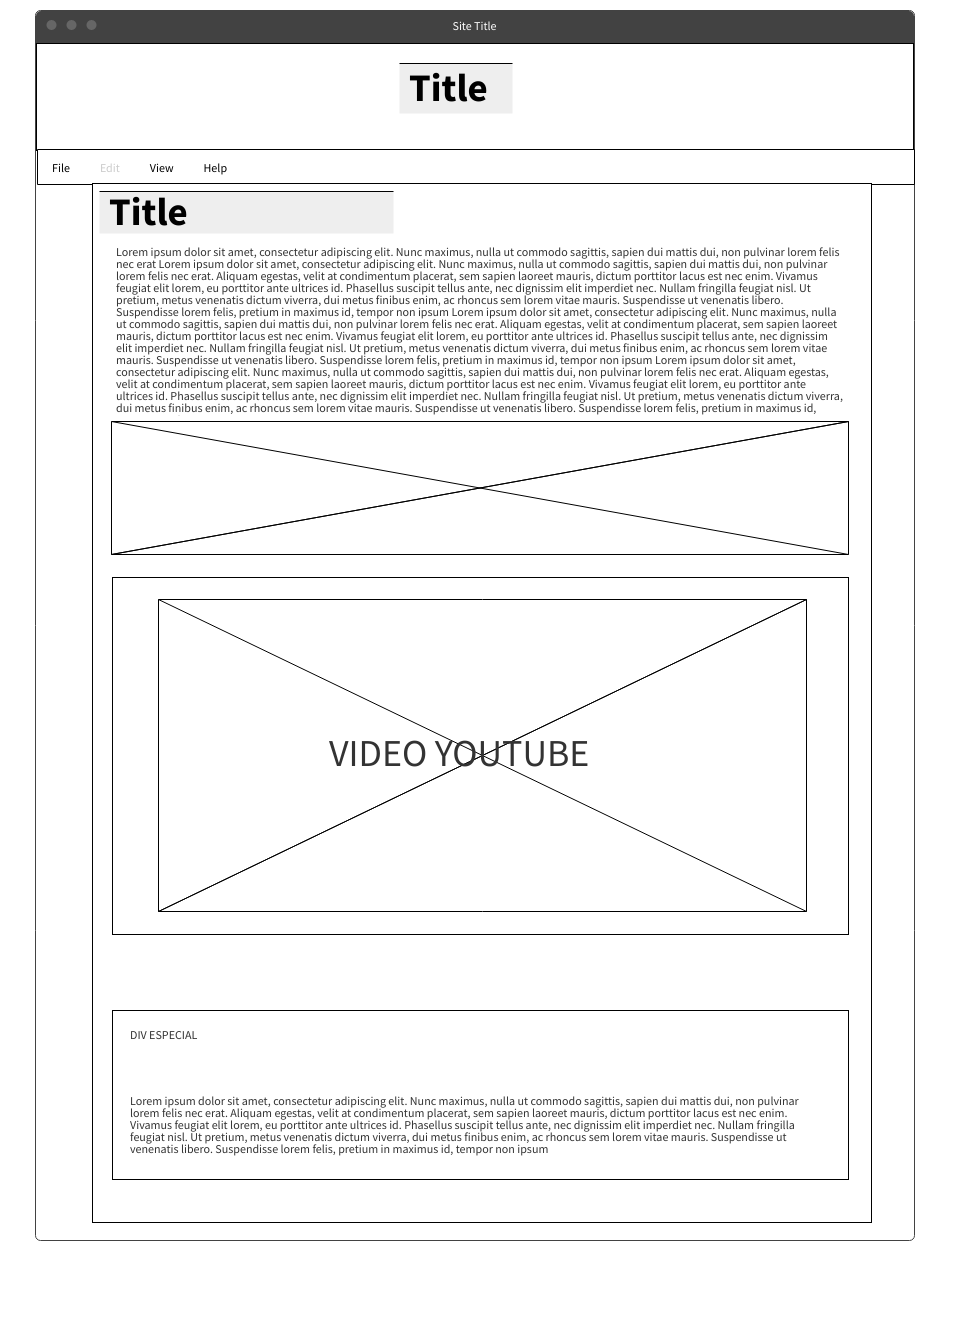 Site Title
Title
File Edit View Help
Title
Lorem ipsum dolor sit amet, consectetur adipiscing elit. Nunc maximus, nulla ut commodo sagittis, sapien dui mattis dui, non pulvinar lorem felis
nec erat Lorem ipsum dolor sit amet, consectetur adipiscing elit. Nunc maximus, nulla ut commodo sagittis, sapien dui mattis dui, non pulvinar
lorem felis nec erat. Aliquam egestas, velit at condimentum placerat, sem sapien laoreet mauris, dictum porttitor lacus est nec enim. Vivamus
feugiat elit lorem, eu porttitor ante ultrices id. Phasellus suscipit tellus ante, nec dignissim elit imperdiet nec. Nullam fringilla feugiat nisl. Ut
pretium, metus venenatis dictum viverra, dui metus finibus enim, ac rhoncus sem lorem vitae mauris. Suspendisse ut venenatis libero.
Suspendisse lorem felis, pretium in maximus id, tempor non ipsum Lorem ipsum dolor sit amet, consectetur adipiscing elit. Nunc maximus, nulla
ut commodo sagittis, sapien dui mattis dui, non pulvinar lorem felis nec erat. Aliquam egestas, velit at condimentum placerat, sem sapien laoreet
mauris, dictum porttitor lacus est nec enim. Vivamus feugiat elit lorem, eu porttitor ante ultrices id. Phasellus suscipit tellus ante, nec dignissim
elit imperdiet nec. Nullam fringilla feugiat nisl. Ut pretium, metus venenatis dictum viverra, dui metus finibus enim, ac rhoncus sem lorem vitae
mauris. Suspendisse ut venenatis libero. Suspendisse lorem felis, pretium in maximus id, tempor non ipsum Lorem ipsum dolor sit amet,
consectetur adipiscing elit. Nunc maximus, nulla ut commodo sagittis, sapien dui mattis dui, non pulvinar lorem felis nec erat. Aliquam egestas,
velit at condimentum placerat, sem sapien laoreet mauris, dictum porttitor lacus est nec enim. Vivamus feugiat elit lorem, eu porttitor ante
ultrices id. Phasellus suscipit tellus ante, nec dignissim elit imperdiet nec. Nullam fringilla feugiat nisl. Ut pretium, metus venenatis dictum viverra,
dui metus finibus enim, ac rhoncus sem lorem vitae mauris. Suspendisse ut venenatis libero. Suspendisse lorem felis, pretium in maximus id,
VIDEO YOUTUBE
DIV ESPECIAL
Lorem ipsum dolor sit amet, consectetur adipiscing elit. Nunc maximus, nulla ut commodo sagittis, sapien dui mattis dui, non pulvinar
lorem felis nec erat. Aliquam egestas, velit at condimentum placerat, sem sapien laoreet mauris, dictum porttitor lacus est nec enim.
Vivamus feugiat elit lorem, eu porttitor ante ultrices id. Phasellus suscipit tellus ante, nec dignissim elit imperdiet nec. Nullam fringilla
feugiat nisl. Ut pretium, metus venenatis dictum viverra, dui metus finibus enim, ac rhoncus sem lorem vitae mauris. Suspendisse ut
venenatis libero. Suspendisse lorem felis, pretium in maximus id, tempor non ipsum